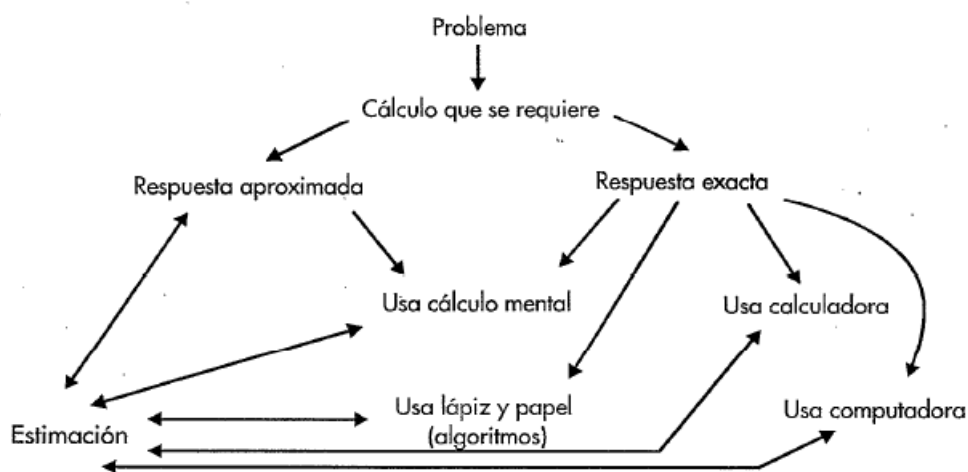 Problema
Cálculo que se requiere
Respuesta aproximada
Respuesta exacta
Usa cálculo mental
Usa calculadora
Usa lápiz y papel
(algoritmos)
Usa computadora
Estimación